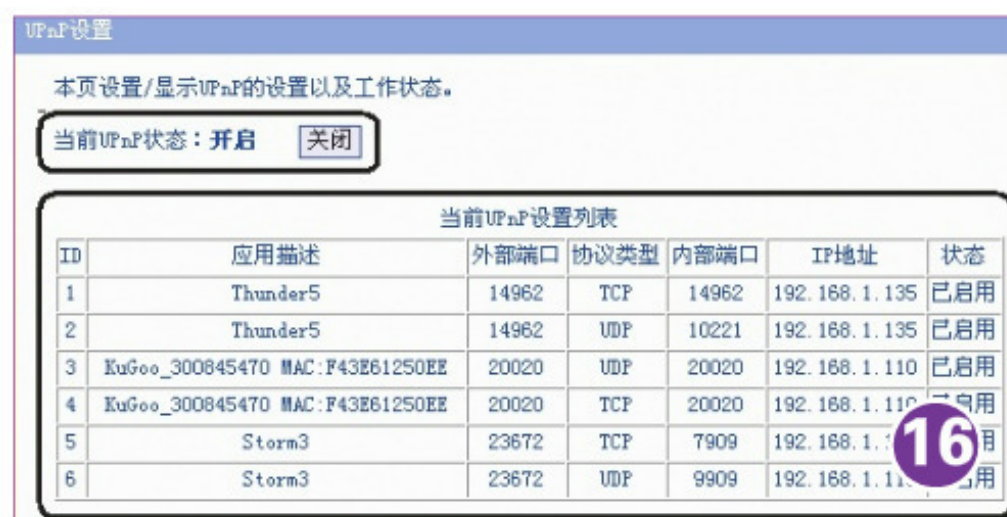 UPnP设置
本页设置/显示UPnP的设置以及工作状态。
当前UPnP状态：开启 关闭
当前UPnP设置列表
ID 应用描述 外部端口 协议类型 内部端口 IP地址 状态
1 Thunder5 14962 TCP 14962 192.168.1.135 已启用
2 Thunder5 14962 UDP 10221 192.168.1.135 已启用
3 KuGoo_300845470 MAC:F43E61250EE 20020 UDP 20020 192.168.1.110 已启用
4 KuGoo_300845470 MAC:F43E61250EE 20020 TCP 20020 192.168.1.110
5 Storm3 23672 TCP 7909
6 Storm3 23672 UDP 9909
16